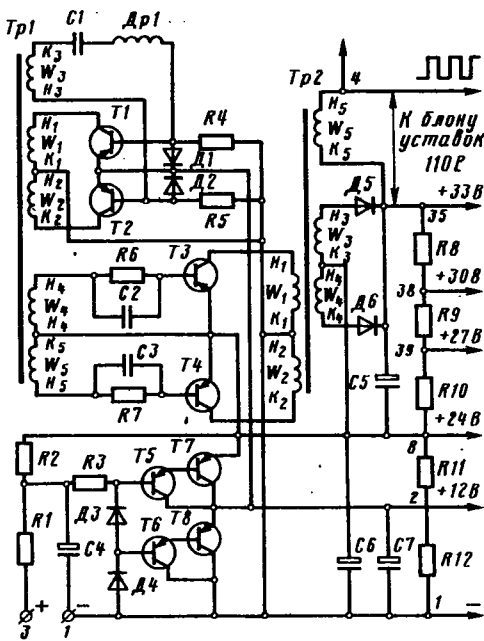 Тр1
С1
Др1
К3
W3
Н3
Н1
W1
К1
Н2
W2
К2
Т1
Т2
R4
Д1
Д2
R5
Тр2
4
Н5
W5
К5
К блоку
уставок
110В
Д5
+33В
35
Н3
W3
К3
Н4
W4
К4
Д6
R8
38
+30В
R9
39
+27В
R10
С5
+24В
8
R11
+12В
2
R12
Н4
W4
Н4
К5
W5
Н5
R6
С2
С3
R7
Т3
Т4
Н1
W1
К1
Н2
W2
К2
R2
R1
R3
Т5
Т7
Д3
Т6
Т8
С4
Д4
С6
С7
3
+
1
−
1
−